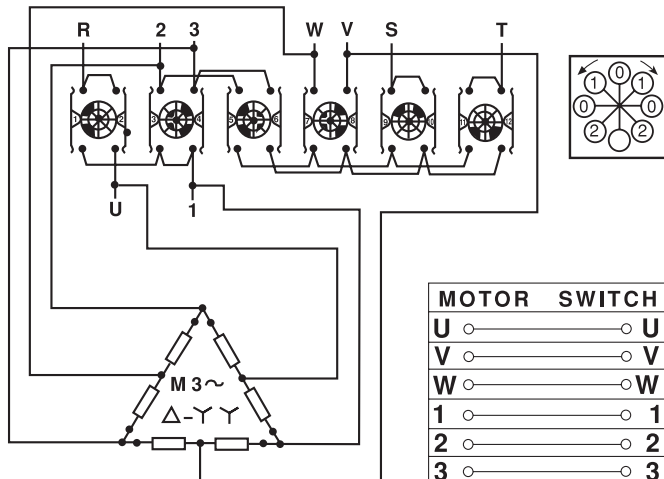 R 2 3 W V S T
1 2 3 4 5 6 7 8 9 10 11 12
U 1
0
1 1
0 0
2 2
M 3~
△-Y Y
MOTOR SWITCH
U U
V V
W W
1 1
2 2
3 3